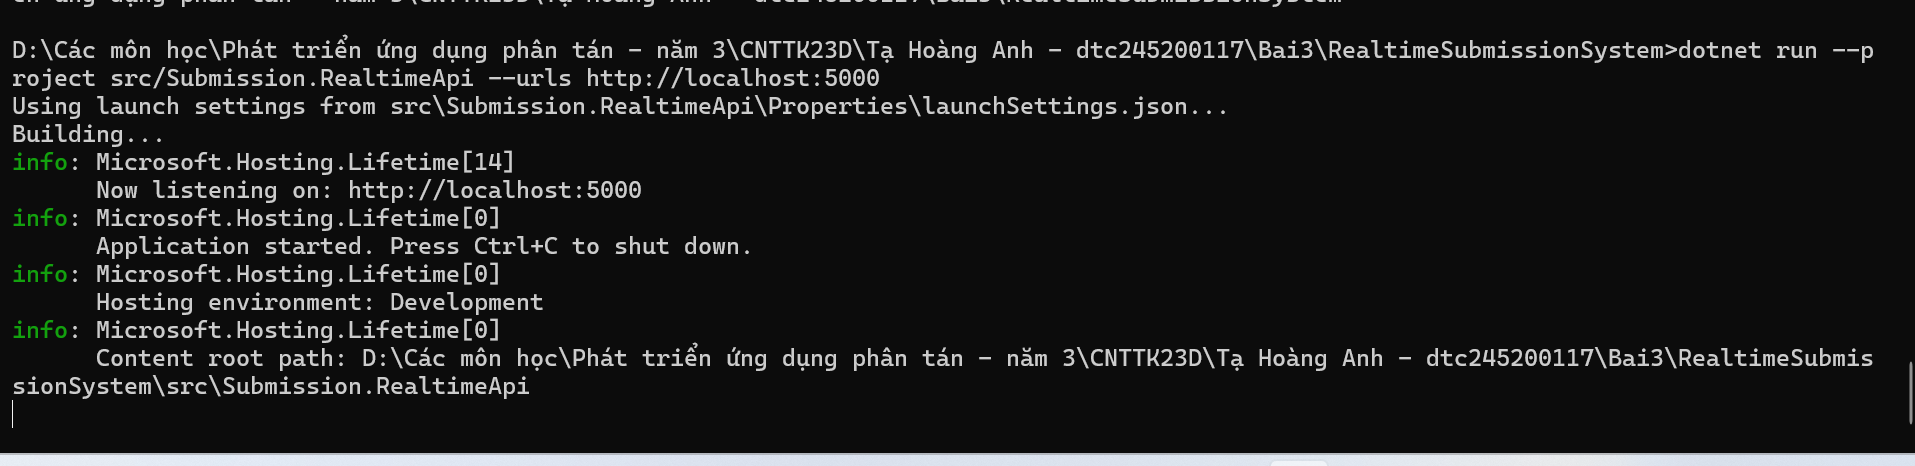 D:\Các môn học\Phát triển ứng dụng phân tán - năm 3\CNTTK23D\Tạ Hoàng Anh - dtc245200117\Bai3\RealtimeSubmissionSystem>dotnet run --p
roject src/Submission.RealtimeApi --urls http://localhost:5000
Using launch settings from src\Submission.RealtimeApi\Properties\launchSettings.json...
Building...
info: Microsoft.Hosting.Lifetime[14]
Now listening on: http://localhost:5000
info: Microsoft.Hosting.Lifetime[0]
Application started. Press Ctrl+C to shut down.
info: Microsoft.Hosting.Lifetime[0]
Hosting environment: Development
info: Microsoft.Hosting.Lifetime[0]
Content root path: D:\Các môn học\Phát triển ứng dụng phân tán - năm 3\CNTTK23D\Tạ Hoàng Anh - dtc245200117\Bai3\RealtimeSubmis
sionSystem\src\Submission.RealtimeApi